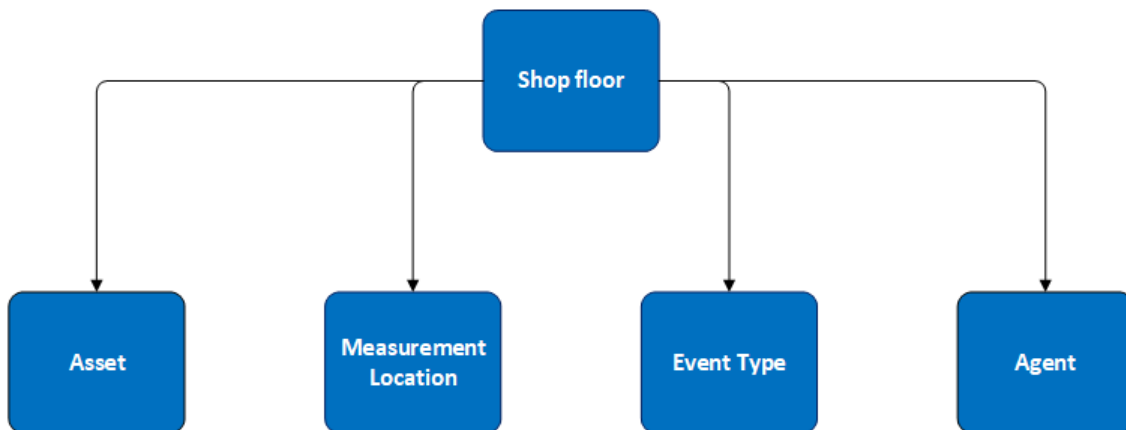 Shop floor
Asset
Measurement
Location
Event Type
Agent